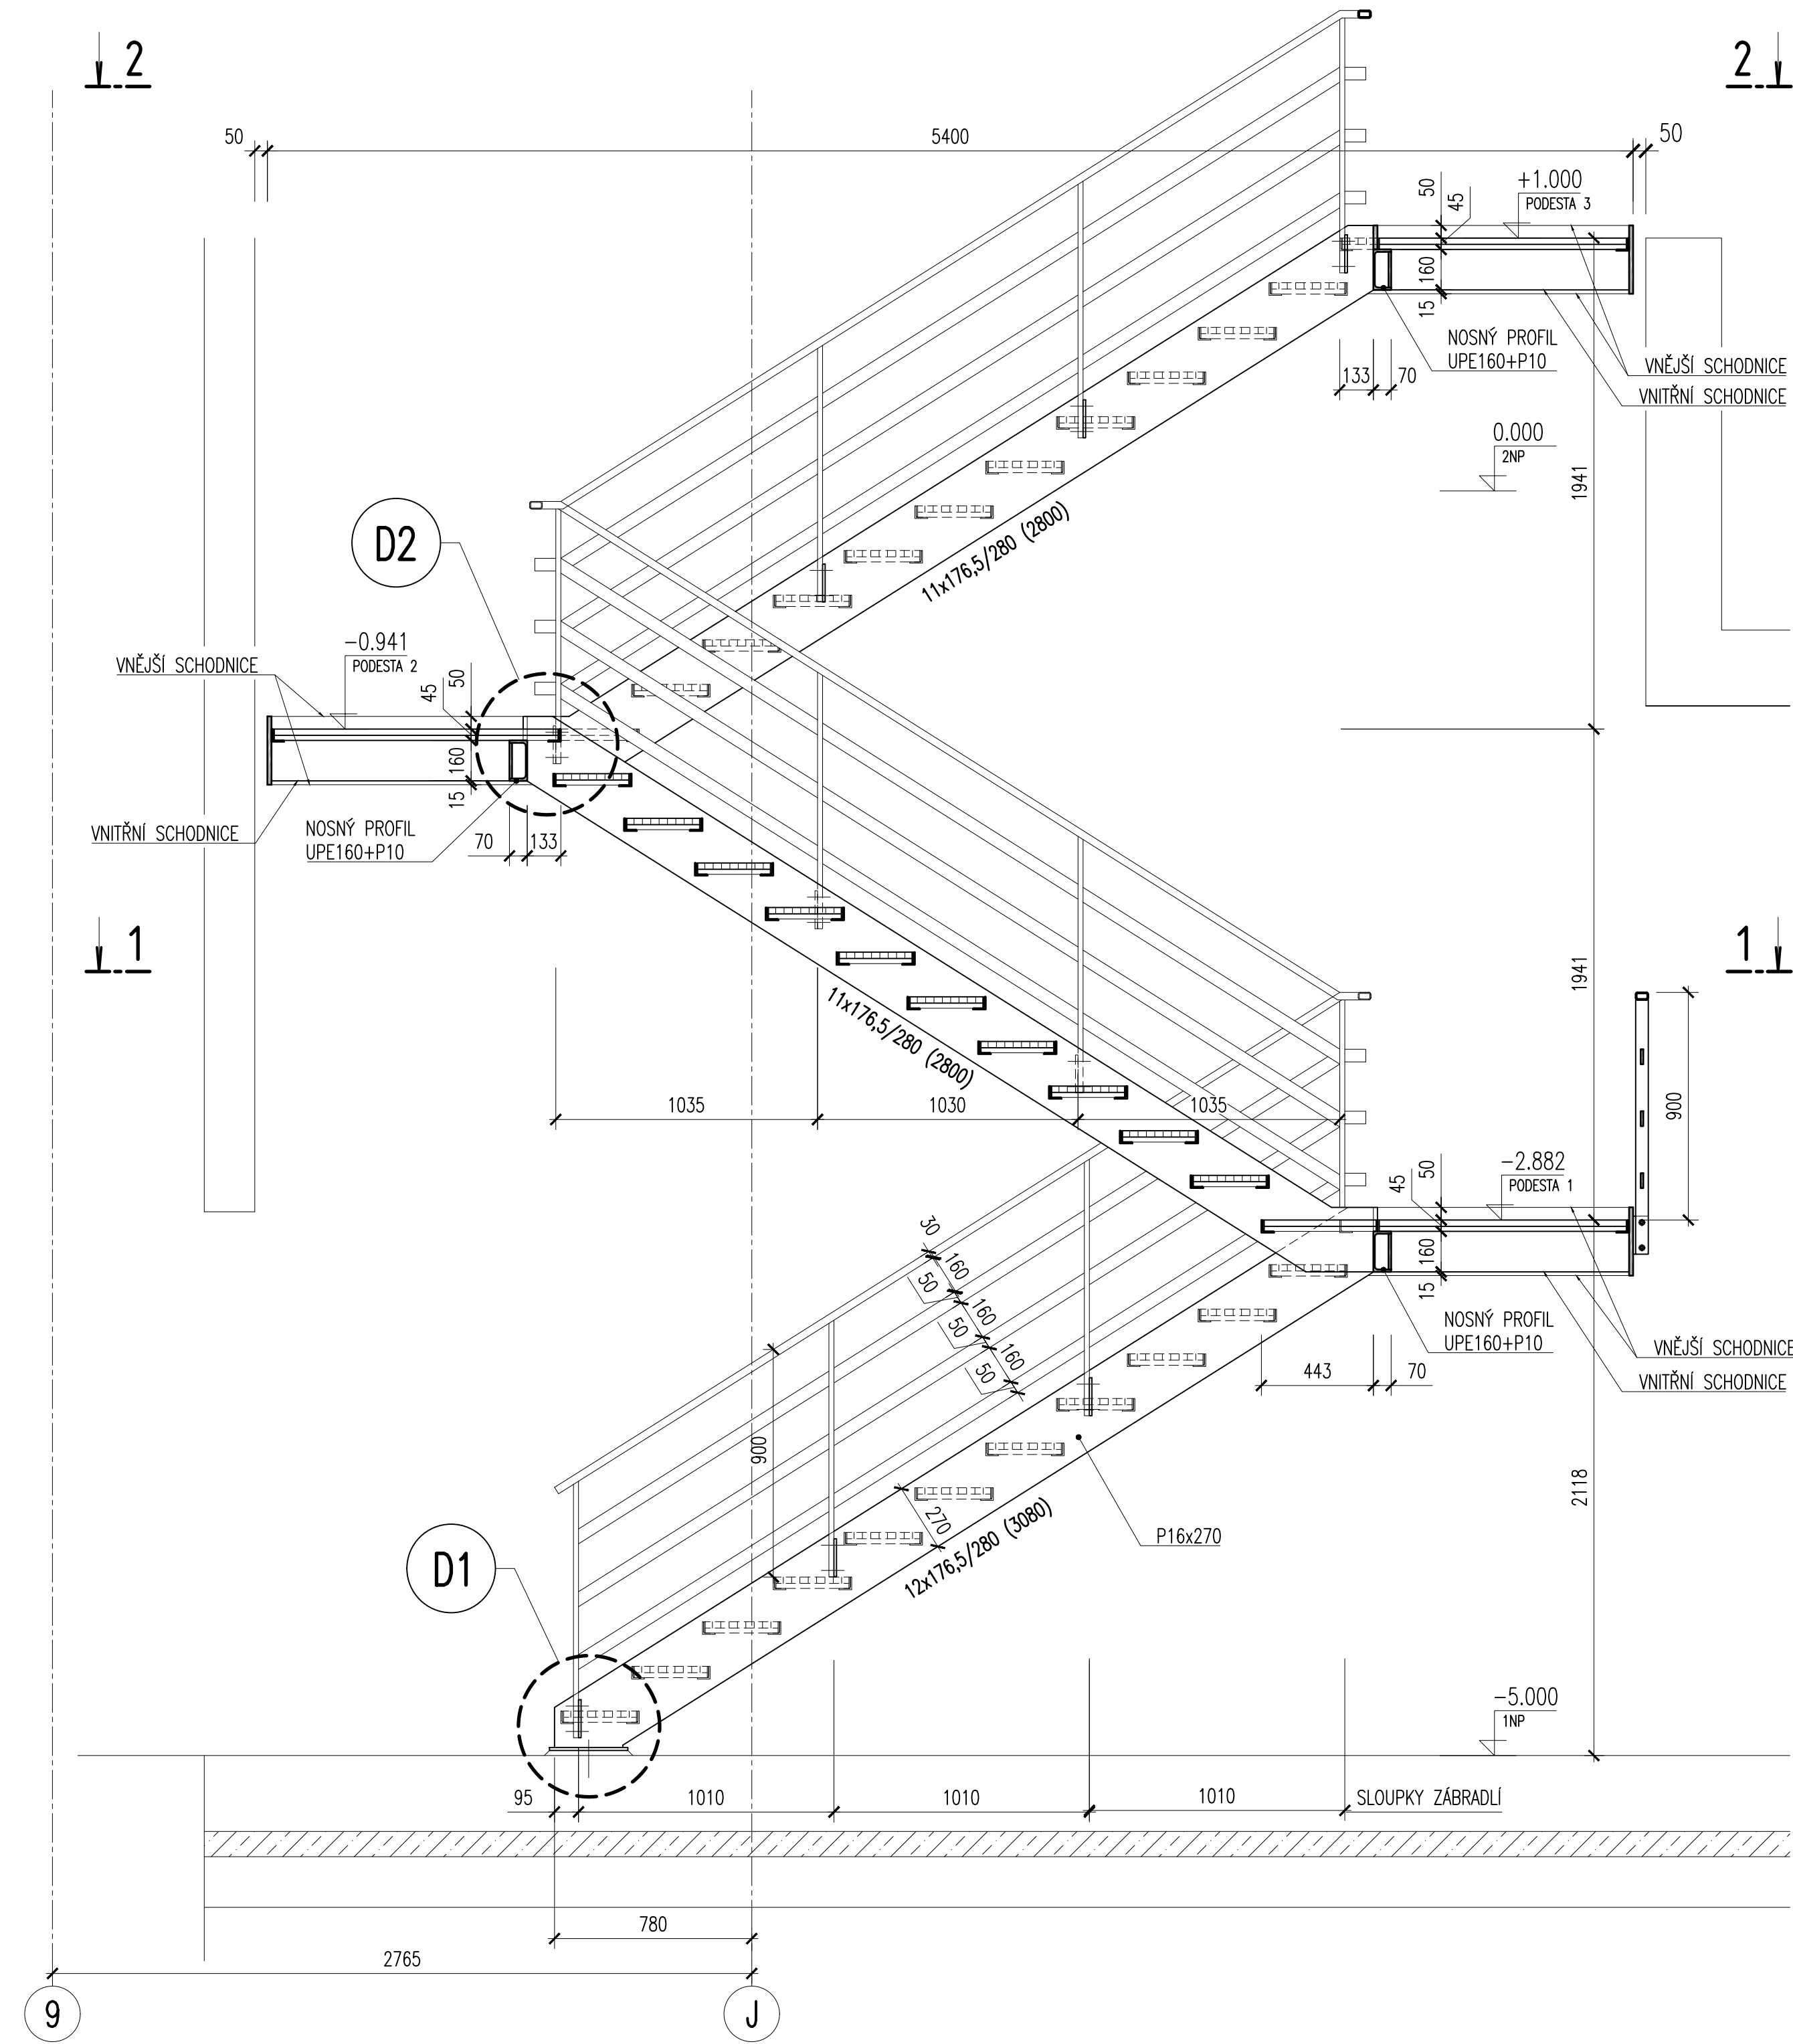 2
2
50
5400
50
+1.000
PODESTA 3
50
45
160
15
NOSNÝ PROFIL
UPE160+P10
VNĚJŠÍ SCHODNICE
VNITŘNÍ SCHODNICE
133
70
0.000
2NP
1941
11x176,5/280 (2800)
D2
-0.941
PODESTA 2
VNĚJŠÍ SCHODNICE
50
45
160
15
VNITŘNÍ SCHODNICE
NOSNÝ PROFIL
UPE160+P10
70
133
1
1
1941
11x176,5/280 (2800)
1035
1030
1035
900
-2.882
PODESTA 1
50
45
160
15
NOSNÝ PROFIL
UPE160+P10
VNĚJŠÍ SCHODNICE
VNITŘNÍ SCHODNICE
443
70
30
160
50
160
50
160
50
900
270
12x176,5/280 (3080)
P16x270
2118
D1
-5.000
1NP
95
1010
1010
1010
SLOUPKY ZÁBRADLÍ
780
2765
9
J